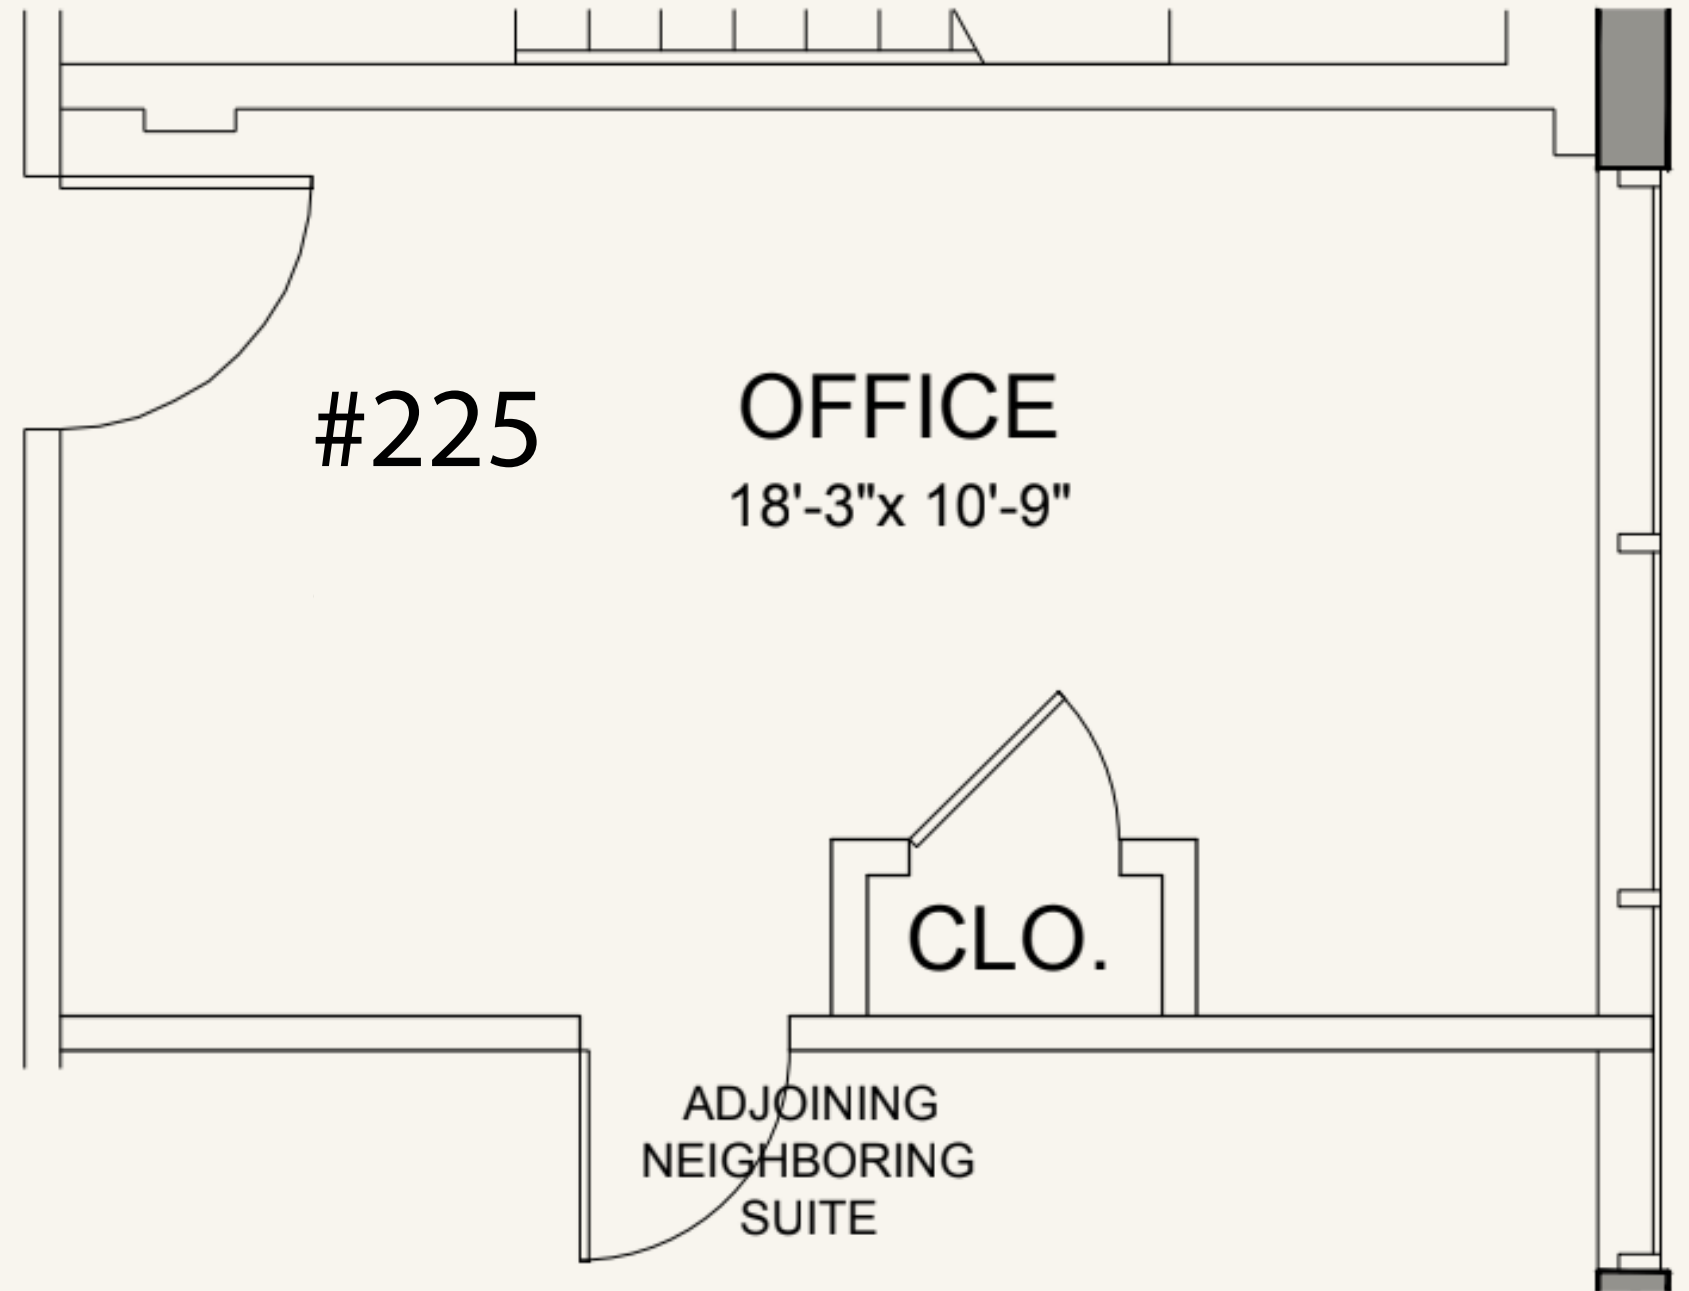 #225
OFFICE
18'-3"x 10'-9"
CLO.
ADJOINING
NEIGHBORING
SUITE